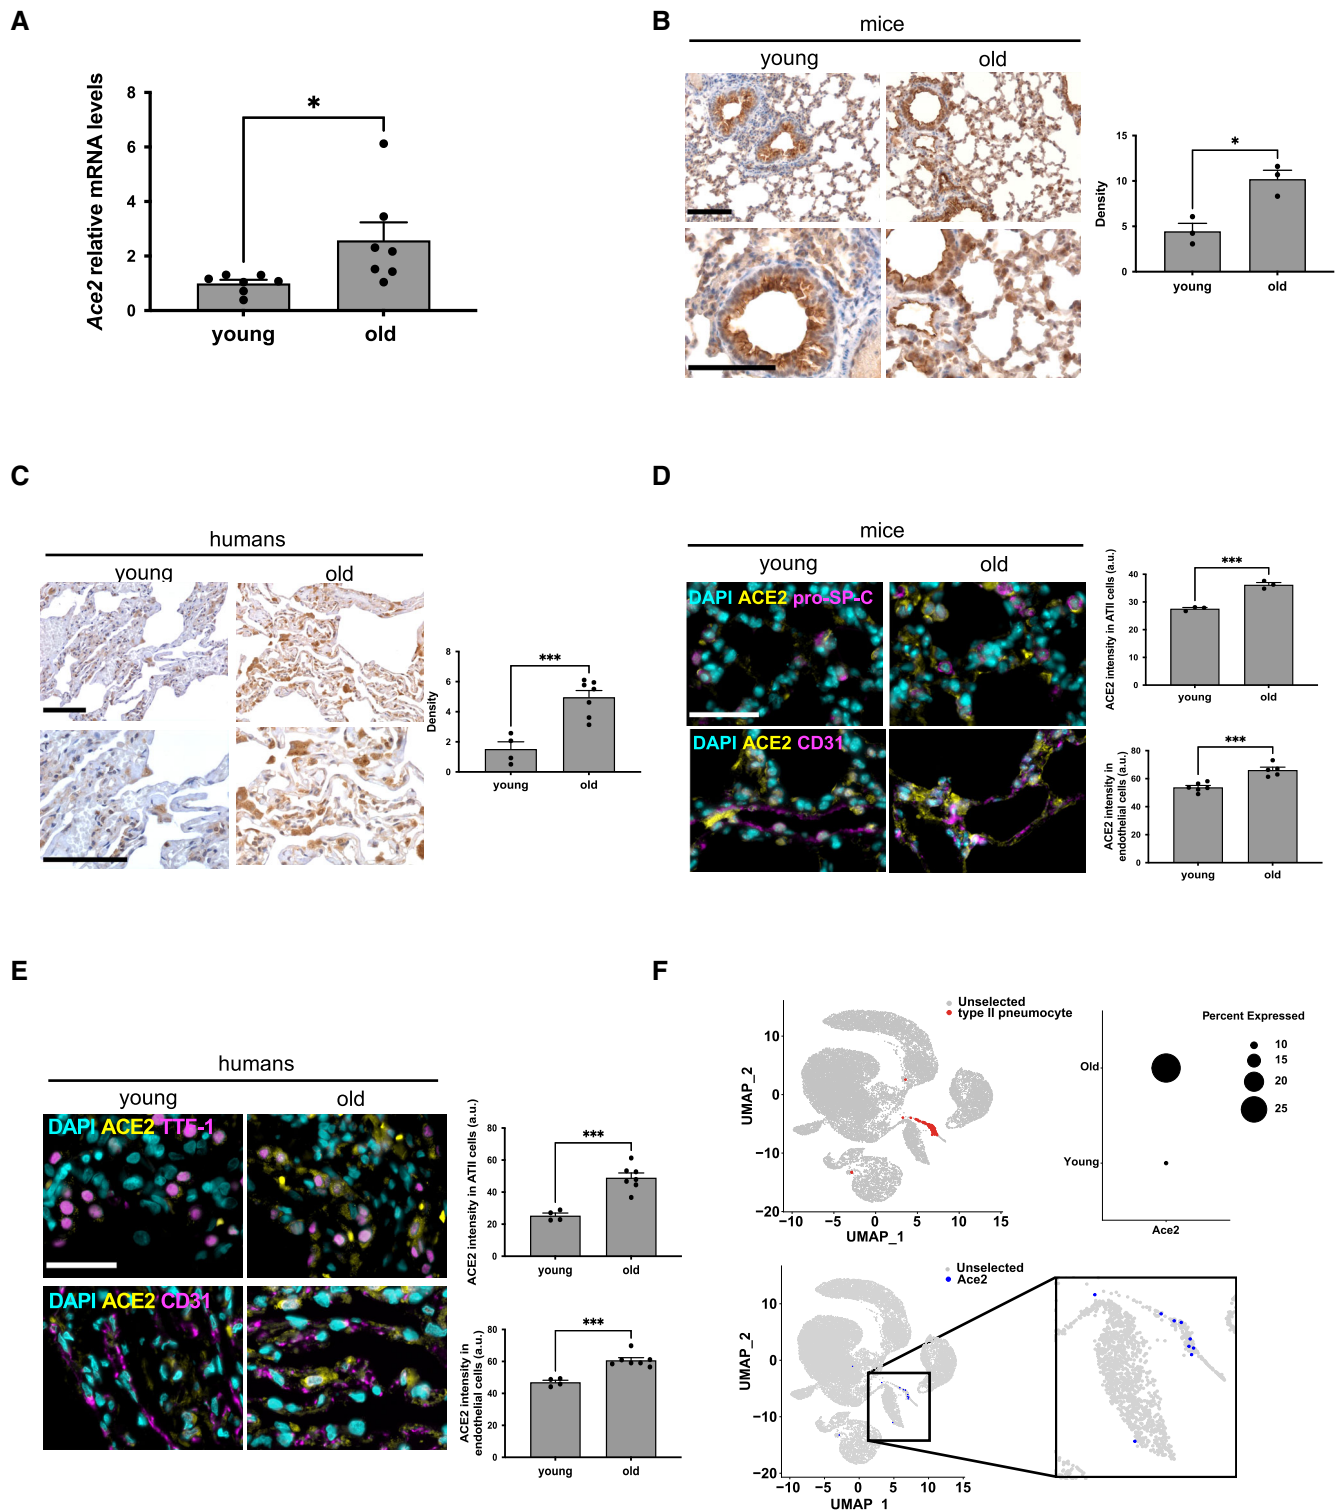 A
Ace2 relative mRNA levels
8
6
4
2
0
*
young
old
B
mice
young
old
Density
15
10
5
0
*
young
old
C
humans
young
old
Density
8
6
4
2
0
***
young
old
D
mice
young
old
DAPI ACE2 pro-SP-C
DAPI ACE2 CD31
ACE2 intensity in ATII cells (a.u.)
40
30
20
10
0
***
young
old
ACE2 intensity in
endothelial cells (a.u.)
80
60
40
20
0
***
young
old
E
humans
young
old
DAPI ACE2 TTF-1
DAPI ACE2 CD31
ACE2 intensity in ATII cells (a.u.)
80
60
40
20
0
***
young
old
ACE2 intensity in
endothelial cells (a.u.)
80
60
40
20
0
***
young
old
F
Unselected
type II pneumocyte
UMAP_2
10
0
−10
−20
−10 −5 0 5 10 15
UMAP_1
Old
Young
Ace2
Percent Expressed
10
15
20
25
Unselected
Ace2
UMAP_2
10
0
−10
−20
−10 −5 0 5 10 15
UMAP_1